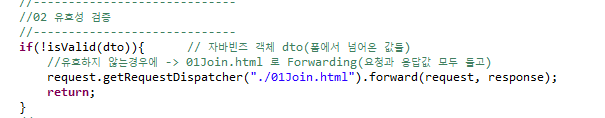 //------------------------------
//02 유효성 검증
//------------------------------
if(!isValid(dto)){ // 자바빈즈 객체 dto(폼에서 넘어온 값들)
//유효하지 않는경우에 -> 01Join.html 로 Forwarding(요청과 응답값 모두 들고)
request.getRequestDispatcher("./01Join.html").forward(request, response);
return;
}